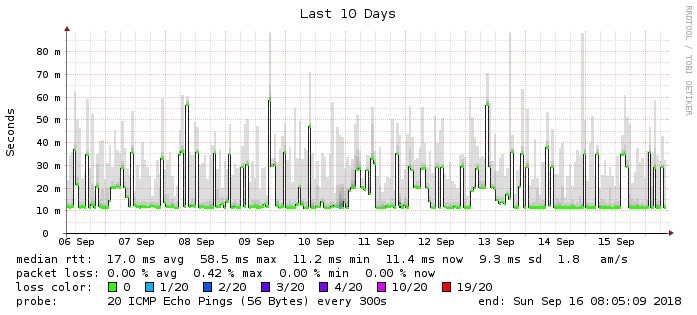 Last 10 Days
RRDTOOL / TOBI OETIKER
Seconds
80 m
70 m
60 m
50 m
40 m
30 m
20 m
10 m
0
06 Sep 07 Sep 08 Sep 09 Sep 10 Sep 11 Sep 12 Sep 13 Sep 14 Sep 15 Sep
median rtt: 17.0 ms avg 58.5 ms max 11.2 ms min 11.4 ms now 9.3 ms sd 1.8 am/s
packet loss: 0.00 % avg 0.42 % max 0.00 % min 0.00 % now
loss color: 0 1/20 2/20 3/20 4/20 10/20 19/20
probe: 20 ICMP Echo Pings (56 Bytes) every 300s end: Sun Sep 16 08:05:09 2018